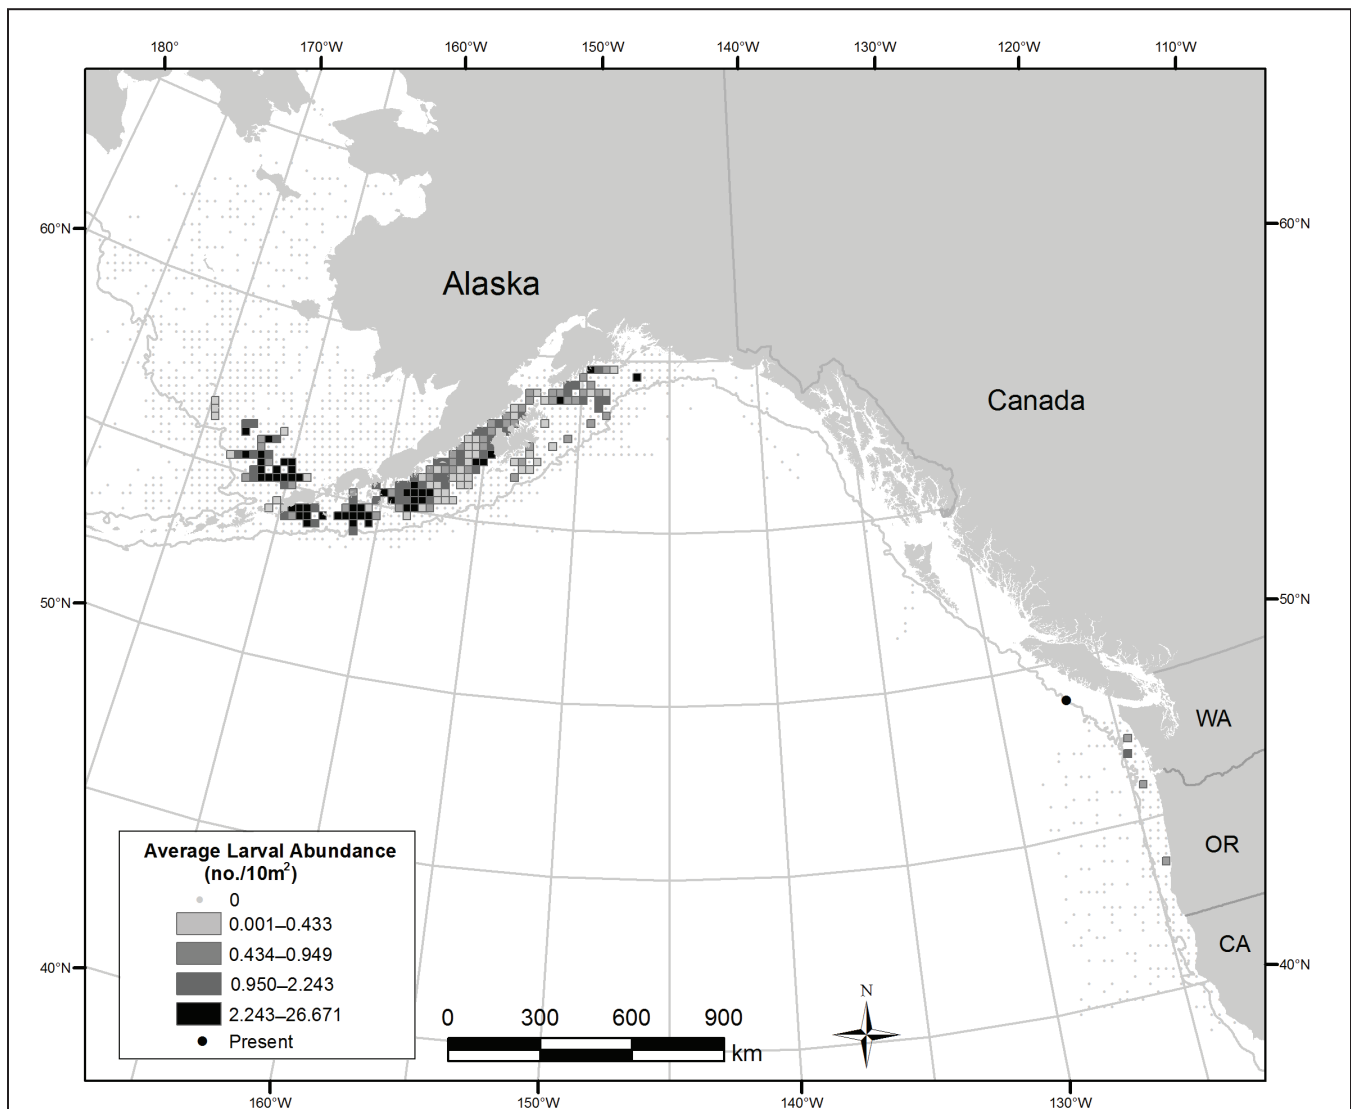 180°
170°W
160°W
150°W
140°W
130°W
120°W
110°W
60°N
60°N
Alaska
Canada
50°N
50°N
WA
OR
CA
40°N
40°N
Average Larval Abundance
(no./10m²)
0
0.001–0.433
0.434–0.949
0.950–2.243
2.243–26.671
Present
0 300 600 900
km
N
160°W
150°W
140°W
130°W